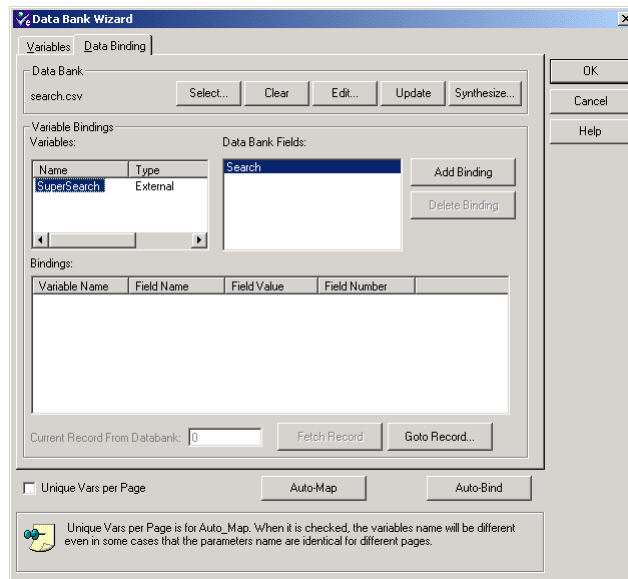 Data Bank Wizard
Variables Data Binding
Data Bank
search.csv Select... Clear Edit... Update Synthesize...
OK
Cancel
Help
Variable Bindings
Variables: Data Bank Fields:
Name Type
SuperSearch External
Search
Add Binding
Delete Binding
Bindings:
Variable Name Field Name Field Value Field Number
Current Record From Databank: 0 Fetch Record Goto Record...
Unique Vars per Page Auto-Map Auto-Bind
Unique Vars per Page is for Auto_Map. When it is checked, the variables name will be different
even in some cases that the parameters name are identical for different pages.